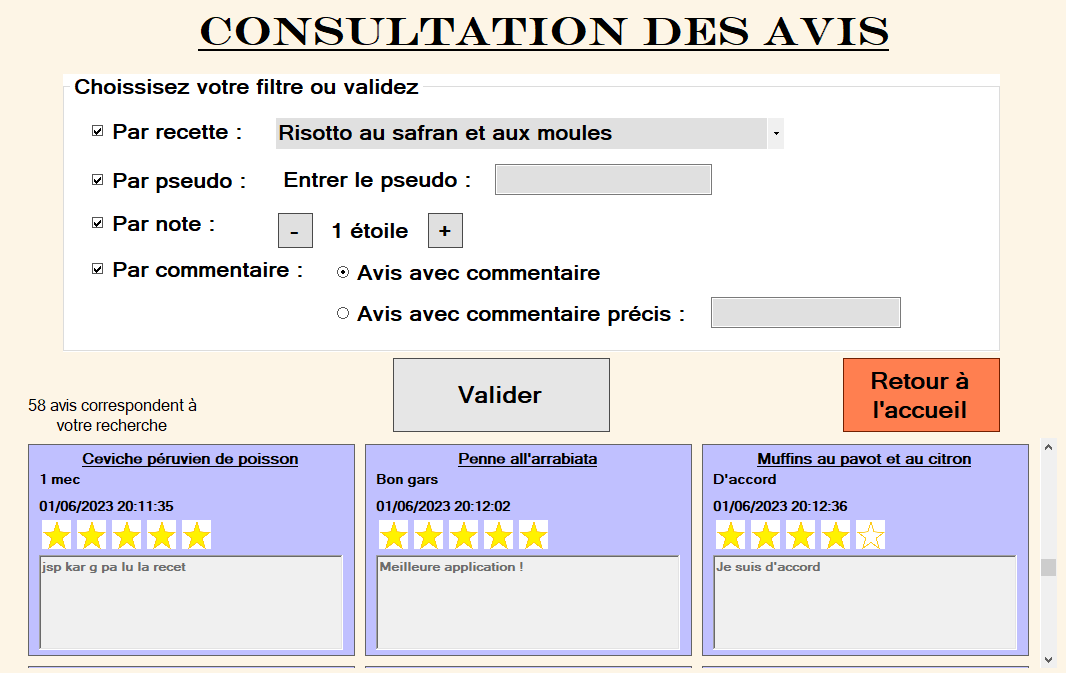 CONSULTATION DES AVIS
Choissisez votre filtre ou validez
Par recette : Risotto au safran et aux moules
Par pseudo : Entrer le pseudo :
Par note : - 1 étoile +
Par commentaire : Avis avec commentaire
Avis avec commentaire précis :
Valider
Retour à
l'accueil
58 avis correspondent à
votre recherche
Ceviche péruvien de poisson
1 mec
01/06/2023 20:11:35
jsp kar g pa lu la recet
Penne all'arrabiata
Bon gars
01/06/2023 20:12:02
Meilleure application !
Muffins au pavot et au citron
D'accord
01/06/2023 20:12:36
Je suis d'accord